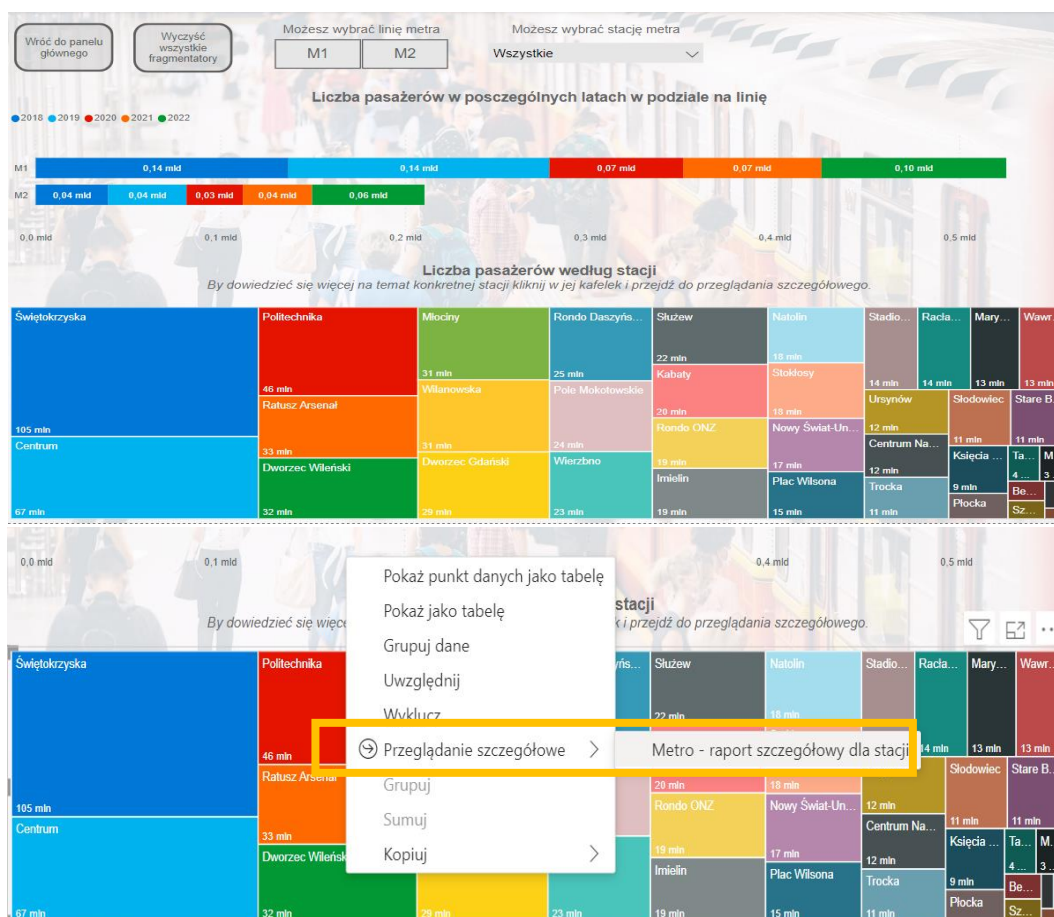 Wróć do panelu
głównego
Wyczyść
wszystkie
fragmentatory
Możesz wybrać linię metra
M1 M2
Możesz wybrać stację metra
Wszystkie
Liczba pasażerów w posczególnych latach w podziale na linię
2018 2019 2020 2021 2022
M1 0,14 mld 0,14 mld 0,07 mld 0,07 mld 0,10 mld
M2 0,04 mld 0,04 mld 0,03 mld 0,04 mld 0,06 mld
0,0 mld 0,1 mld 0,2 mld 0,3 mld 0,4 mld 0,5 mld
Liczba pasażerów według stacji
By dowiedzieć się więcej na temat konkretnej stacji kliknij w jej kafelek i przejdź do przeglądania szczegółowego.
Świętokrzyska
105 mln
Centrum
67 mln
Politechnika
46 mln
Ratusz Arsenał
33 mln
Dworzec Wileński
32 mln
Młociny
31 mln
Wilanowska
31 mln
Dworzec Gdański
29 mln
Rondo Daszyńs...
25 mln
Pole Mokotowskie
24 mln
Wierzbno
23 mln
Służew
22 mln
Kabaty
20 mln
Rondo ONZ
19 mln
Imielin
19 mln
Natolin
18 mln
Stokłosy
18 mln
Nowy Świat-Un...
17 mln
Plac Wilsona
15 mln
Stadio...
14 mln
Racła...
14 mln
Mary...
13 mln
Wawr...
13 mln
Ursynów
12 mln
Centrum Na...
12 mln
Trocka
11 mln
Słodowiec
11 mln
Stare B...
11 mln
Księcia ...
9 mln
Płocka
Ta...
4 ...
M...
3...
Be...
Sz...
0,0 mld 0,1 mld 0,4 mld 0,5 mld
stacji
By dowiedzieć się więce
k i przejdź do przeglądania szczegółowego.
Pokaż punkt danych jako tabelę
Pokaż jako tabelę
Grupuj dane
Uwzględnij
Wyklucz
Przeglądanie szczegółowe
Metro - raport szczegółowy dla stacji
Grupuj
Sumuj
Kopiuj
Świętokrzyska
105 mln
Centrum
67 mln
Politechnika
46 mln
Ratusz Arsenał
33 mln
Dworzec Wileńsk
32 mln
29 mln
yńs...
23 mln
Służew
22 mln
20 mln
Rondo ONZ
19 mln
Imielin
19 mln
Natolin
18 mln
18 mln
Nowy Świat-Un...
17 mln
Plac Wilsona
15 mln
Stadio...
14 mln
Racła...
Mary...
13 mln
Wawr...
13 mln
12 mln
Centrum Na...
12 mln
Trocka
11 mln
Słodowiec
11 mln
Stare B...
11 mln
Księcia ...
9 mln
Płocka
Ta...
4 ...
M...
3...
Be...
Sz...